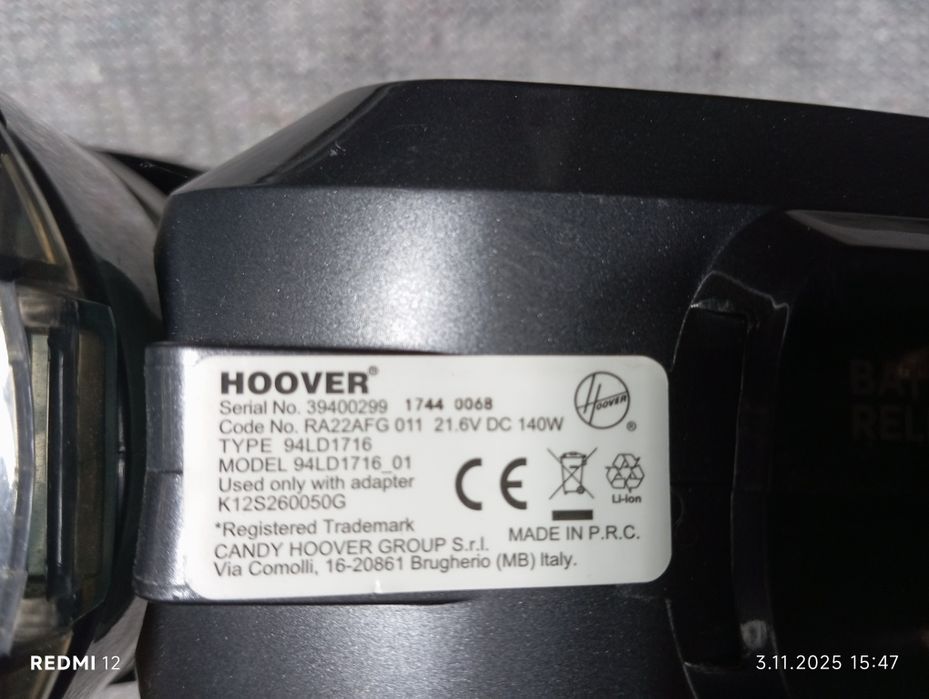 HOOVER®
HOOVER ®
Serial No. 39400299 1744 0068
Code No. RA22AFG 011 21.6V DC 140W
TYPE 94LD1716
MODEL 94LD1716_01
Used only with adapter
K12S260050G
CE
Li-ion
*Registered Trademark
MADE IN P.R.C.
CANDY HOOVER GROUP S.r.l.
Via Comolli, 16-20861 Brugherio (MB) Italy.
REDMI 12
3.11.2025 15:47